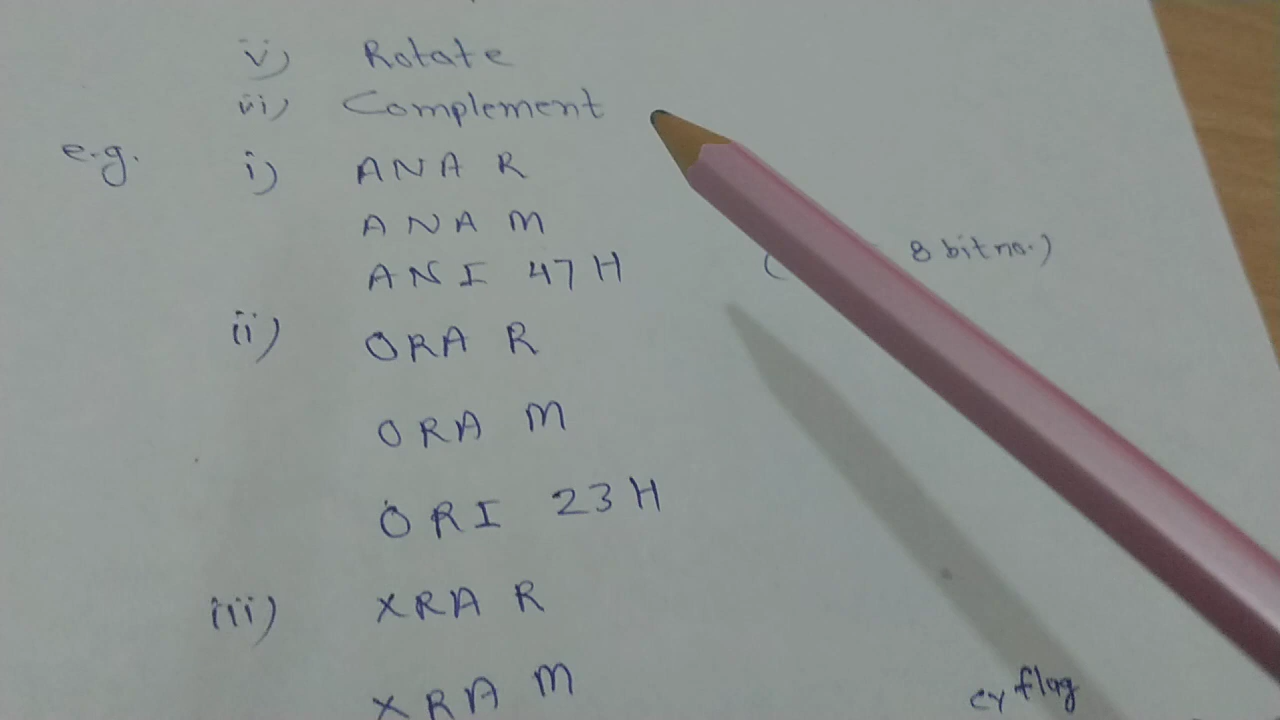 v) Rotate
vi) Complement
e.g. i) ANA R
ANA M
ANI 47H ( 8 bit no.)
ii) ORA R
ORA M
ORI 23H
iii) XRA R
XRA M
cy flag